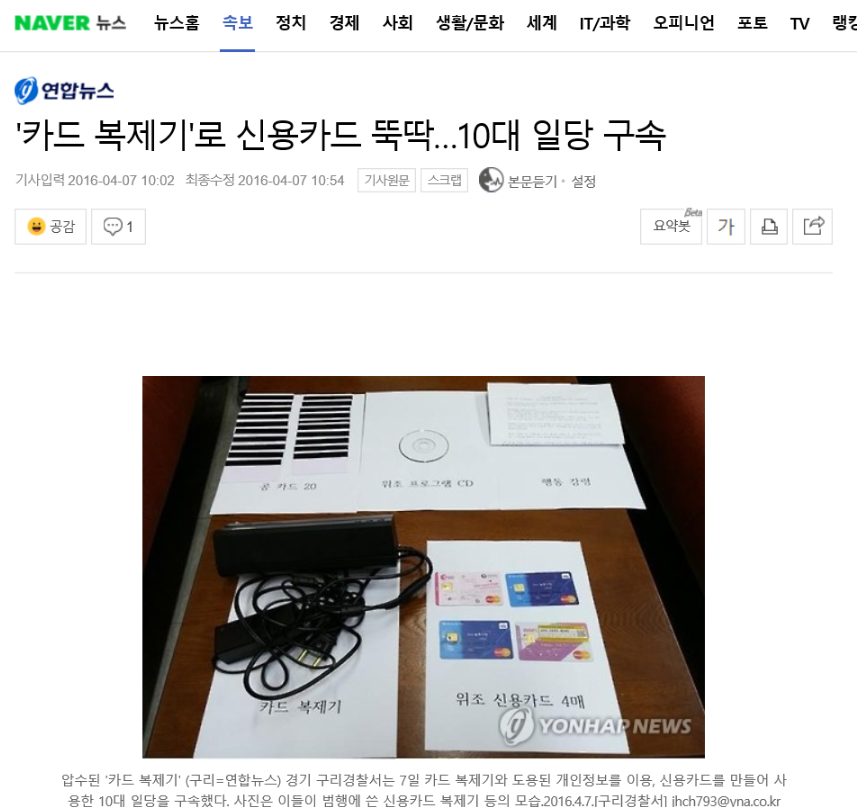 NAVER 뉴스 뉴스홈 속보 정치 경제 사회 생활/문화 세계 IT/과학 오피니언 포토 TV 랭킹
연합뉴스
'카드 복제기'로 신용카드 뚝딱...10대 일당 구속
기사입력 2016-04-07 10:02 최종수정 2016-04-07 10:54 기사원문 스크랩 본문듣기 · 설정
공감 1 요약봇 Beta 가
공 카드 20 위조 프로그램 CD 행동 강령
카드 복제기 위조 신용카드 4매
YONHAP NEWS
압수된 '카드 복제기' (구리=연합뉴스) 경기 구리경찰서는 7일 카드 복제기와 도용된 개인정보를 이용, 신용카드를 만들어 사
용한 10대 일당을 구속했다. 사진은 이들이 범행에 쓴 신용카드 복제기 등의 모습.2016.4.7.[구리경찰서] jhch793@yna.co.kr